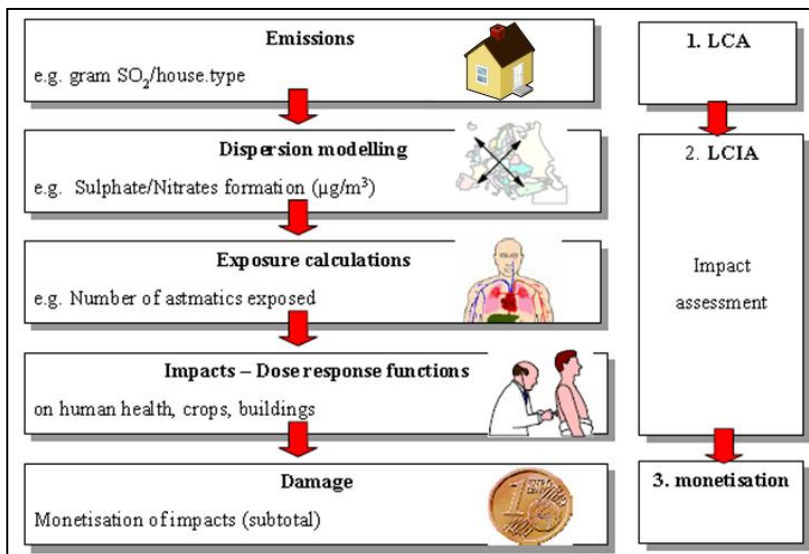 Emissions
e.g. gram SO₂/house.type
Dispersion modelling
e.g. Sulphate/Nitrates formation (µg/m³)
Exposure calculations
e.g. Number of astmatics exposed
Impacts – Dose response functions
on human health, crops, buildings
Damage
Monetisation of impacts (subtotal)
1
1. LCA
2. LCIA
Impact
assessment
3. monetisation